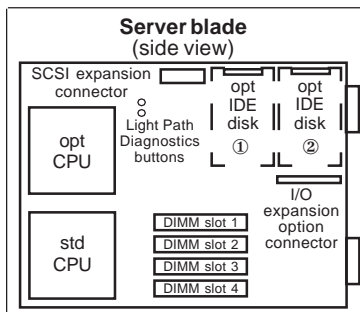 Server blade
(side view)
SCSI expansion
connector
Light Path
Diagnostics
buttons
opt
IDE
disk
①
opt
IDE
disk
②
opt
CPU
I/O
expansion
option
connector
std
CPU
DIMM slot 1
DIMM slot 2
DIMM slot 3
DIMM slot 4